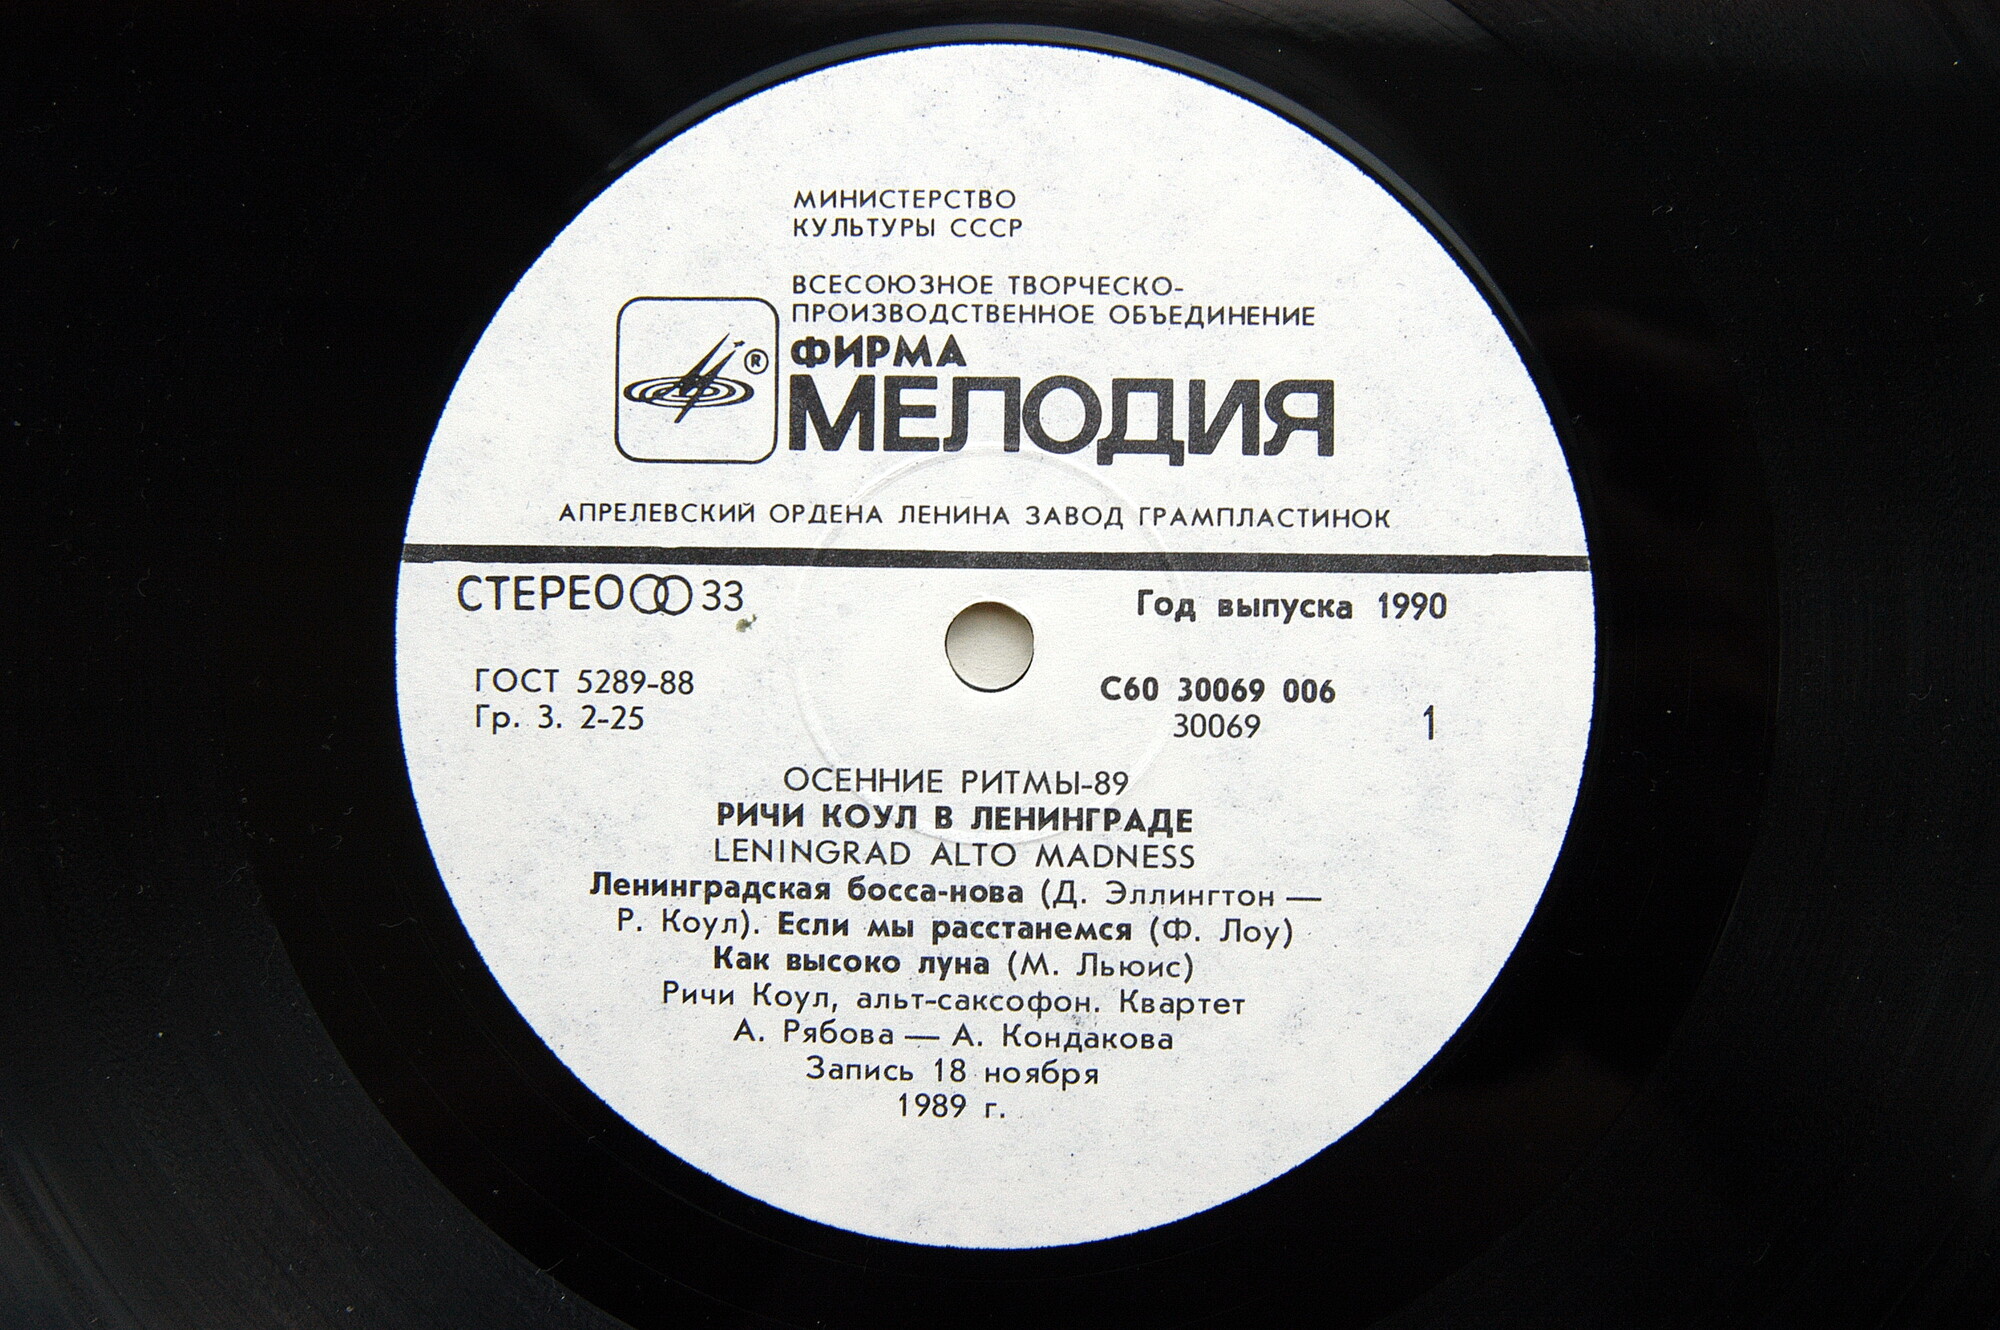 МИНИСТЕРСТВО
КУЛЬТУРЫ СССР
ВСЕСОЮЗНОЕ ТВОРЧЕСКО-
ПРОИЗВОДСТВЕННОЕ ОБЪЕДИНЕНИЕ
ФИРМА
®
МЕЛОДИЯ
АПРЕЛЕВСКИЙ ОРДЕНА ЛЕНИНА ЗАВОД ГРАМПЛАСТИНОК
СТЕРЕО 33
Год выпуска 1990
ГОСТ 5289-88
Гр. 3. 2-25
С60 30069 006
30069
1
ОСЕННИЕ РИТМЫ-89
РИЧИ КОУЛ В ЛЕНИНГРАДЕ
LENINGRAD ALTO MADNESS
Ленинградская босса-нова (Д. Эллингтон —
Р. Коул). Если мы расстанемся (Ф. Лоу)
Как высоко луна (М. Льюис)
Ричи Коул, альт-саксофон. Квартет
А. Рябова — А. Кондакова
Запись 18 ноября
1989 г.